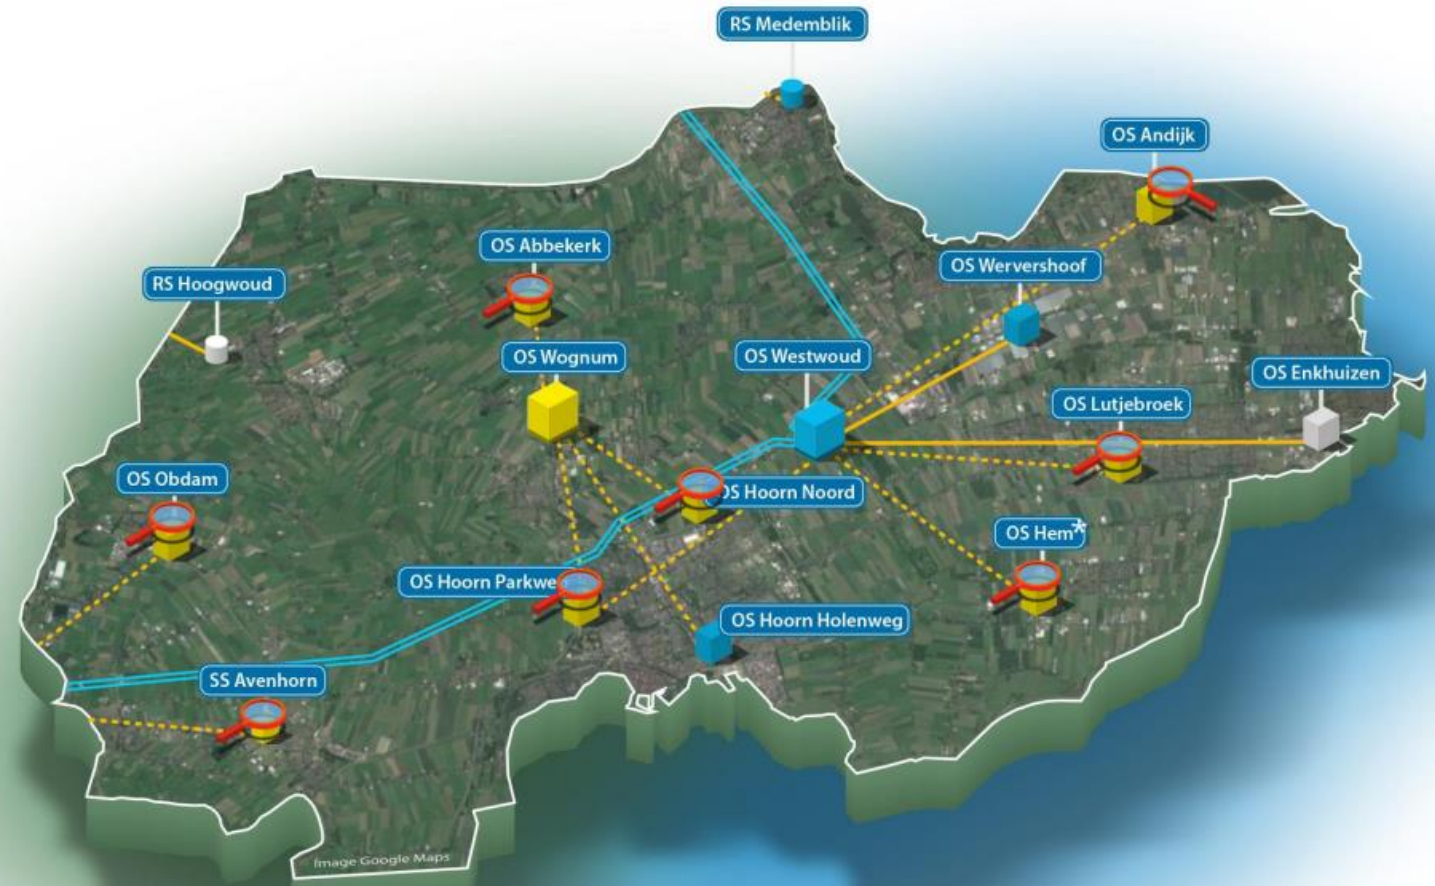 RS Medemblik
OS Andijk
OS Abbekerk
OS Wervershoof
RS Hoogwoud
OS Wognum
OS Westwoud
OS Enkhuizen
OS Lutjebroek
OS Obdam
OS Hoorn Noord
OS Hem*
OS Hoorn Parkwe
OS Hoorn Holenweg
SS Avenhorn
Image Google Maps